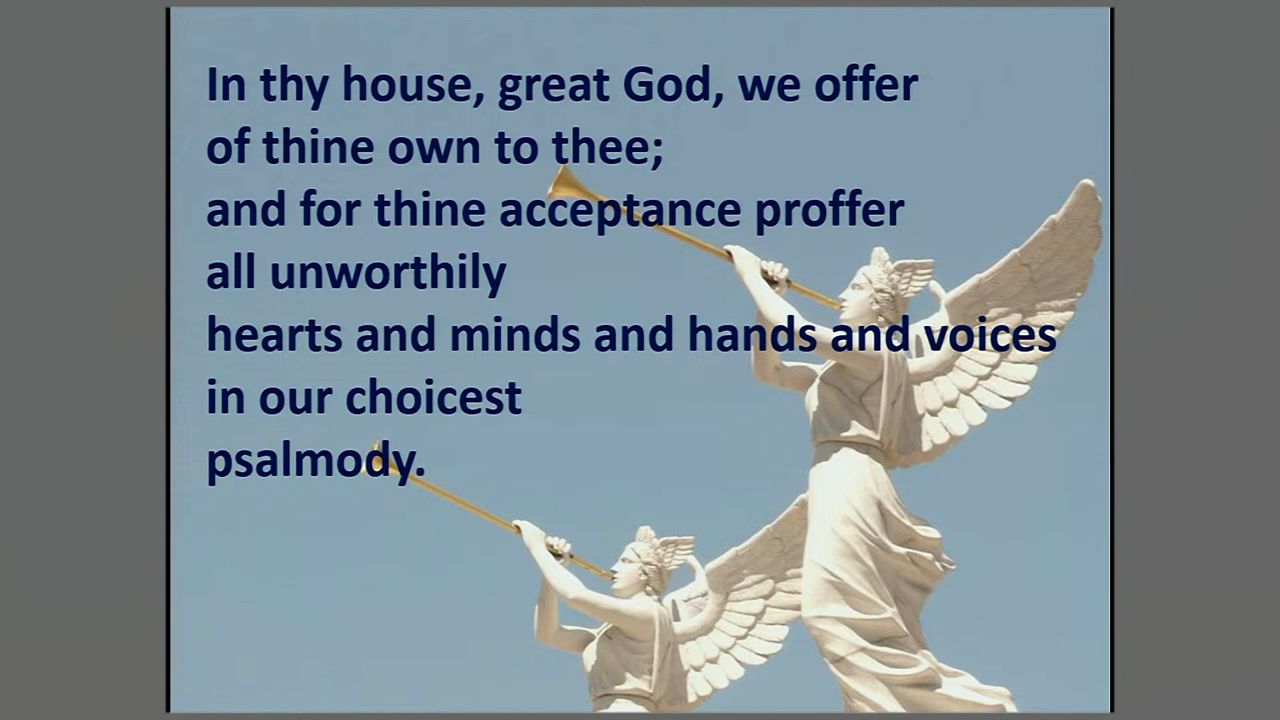 In thy house, great God, we offer
of thine own to thee;
and for thine acceptance proffer
all unworthily
hearts and minds and hands and voices
in our choicest
psalmody.